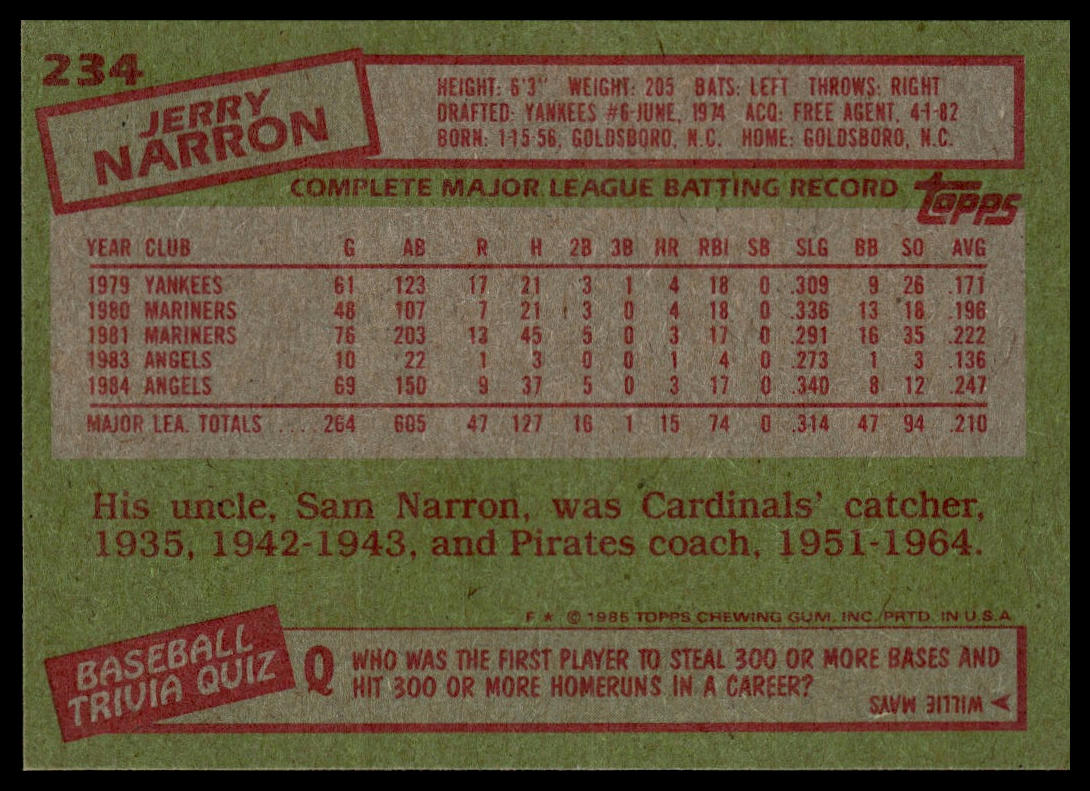 234
JERRY
NARRON
HEIGHT: 6'3" WEIGHT: 205 BATS: LEFT THROWS: RIGHT
DRAFTED: YANKEES #6-JUNE, 1974 ACQ: FREE AGENT, 4-1-82
BORN: 1-15-56, GOLDSBORO, N.C. HOME: GOLDSBORO, N.C.
COMPLETE MAJOR LEAGUE BATTING RECORD
Topps
YEAR CLUB G AB R H 2B 3B HR RBI SB SLG BB SO AVG
1979 YANKEES 61 123 17 21 3 1 4 18 0 .309 9 26 .171
1980 MARINERS 48 107 7 21 3 0 4 18 0 .336 13 18 .196
1981 MARINERS 76 203 13 45 5 0 3 17 0 .291 16 35 .222
1983 ANGELS 10 22 1 3 0 0 1 4 0 .273 1 3 .136
1984 ANGELS 69 150 9 37 5 0 3 17 0 .340 8 12 .247
MAJOR LEA. TOTALS .... 264 605 47 127 16 1 15 74 0 .314 47 94 .210
His uncle, Sam Narron, was Cardinals' catcher,
1935, 1942-1943, and Pirates coach, 1951-1964.
F * © 1985 TOPPS CHEWING GUM, INC. PRTD. IN U.S.A.
BASEBALL
TRIVIA QUIZ
Q WHO WAS THE FIRST PLAYER TO STEAL 300 OR MORE BASES AND
HIT 300 OR MORE HOMERUNS IN A CAREER?
WILLIE MAYS